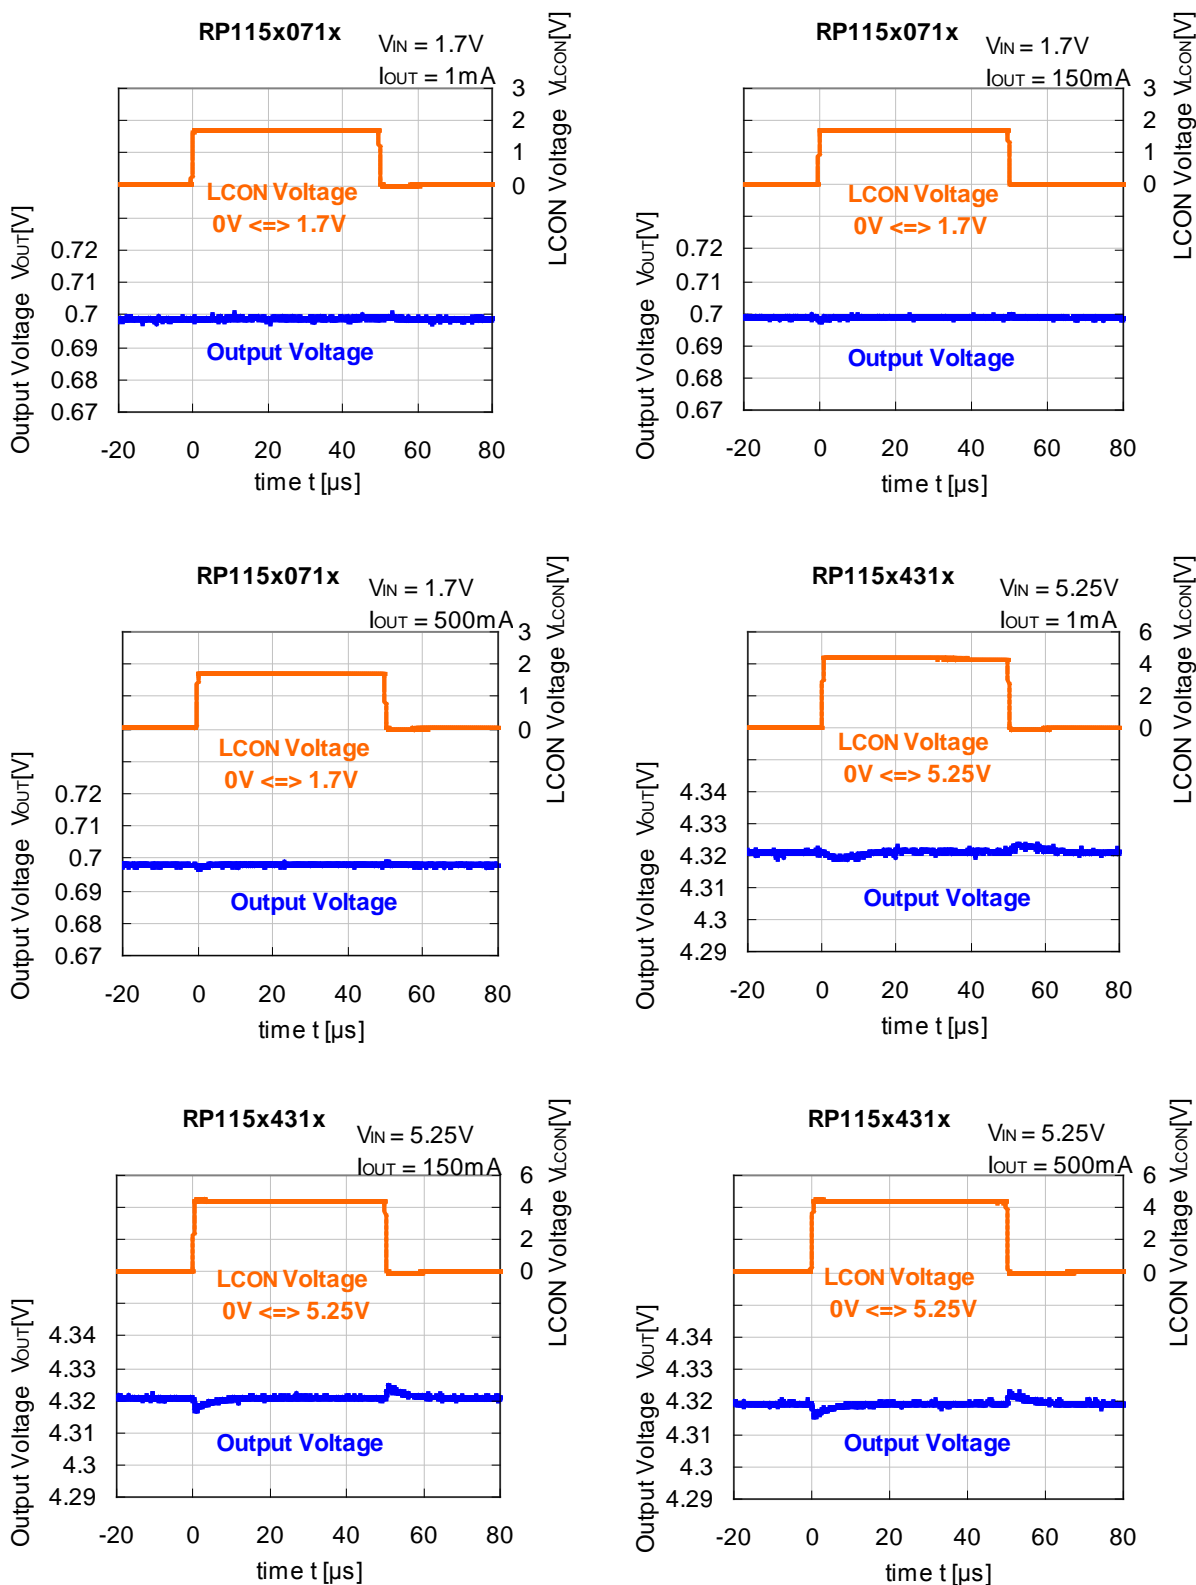 RP115x071x
VIN = 1.7V
IOUT = 1mA
3
2
1
0
LCON Voltage VLCON[V]
LCON Voltage
0V <=> 1.7V
0.72
0.71
0.7
0.69
0.68
0.67
Output Voltage VOUT[V]
Output Voltage
-20 0 20 40 60 80
time t [µs]
RP115x071x
VIN = 1.7V
IOUT = 150mA
3
2
1
0
LCON Voltage VLCON[V]
LCON Voltage
0V <=> 1.7V
0.72
0.71
0.7
0.69
0.68
0.67
Output Voltage VOUT[V]
Output Voltage
-20 0 20 40 60 80
time t [µs]
RP115x071x
VIN = 1.7V
IOUT = 500mA
3
2
1
0
LCON Voltage VLCON[V]
LCON Voltage
0V <=> 1.7V
0.72
0.71
0.7
0.69
0.68
0.67
Output Voltage VOUT[V]
Output Voltage
-20 0 20 40 60 80
time t [µs]
RP115x431x
VIN = 5.25V
IOUT = 1mA
6
4
2
0
LCON Voltage VLCON[V]
LCON Voltage
0V <=> 5.25V
4.34
4.33
4.32
4.31
4.3
4.29
Output Voltage VOUT[V]
Output Voltage
-20 0 20 40 60 80
time t [µs]
RP115x431x
VIN = 5.25V
IOUT = 150mA
6
4
2
0
LCON Voltage VLCON[V]
LCON Voltage
0V <=> 5.25V
4.34
4.33
4.32
4.31
4.3
4.29
Output Voltage VOUT[V]
Output Voltage
-20 0 20 40 60 80
time t [µs]
RP115x431x
VIN = 5.25V
IOUT = 500mA
6
4
2
0
LCON Voltage VLCON[V]
LCON Voltage
0V <=> 5.25V
4.34
4.33
4.32
4.31
4.3
4.29
Output Voltage VOUT[V]
Output Voltage
-20 0 20 40 60 80
time t [µs]